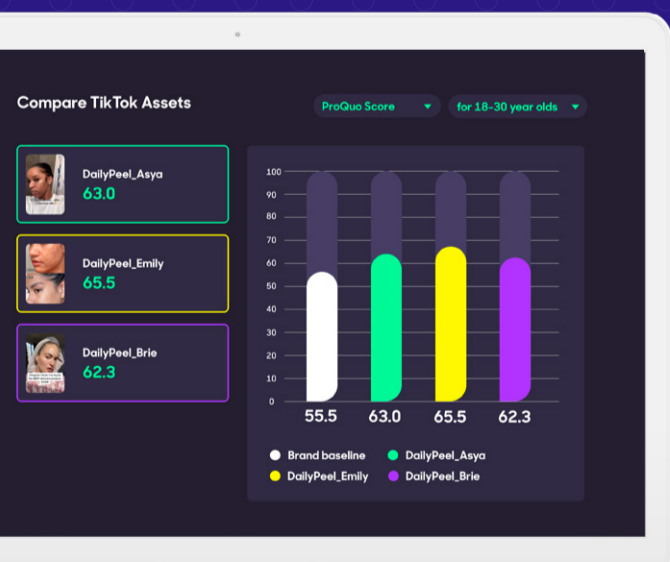 Compare TikTok Assets
ProQuo Score
for 18-30 year olds
DailyPeel_Asya
63.0
DailyPeel_Emily
65.5
DailyPeel_Brie
62.3
100
90
80
70
60
50
40
30
20
10
0
55.5 63.0 65.5 62.3
Brand baseline DailyPeel_Asya
DailyPeel_Emily DailyPeel_Brie